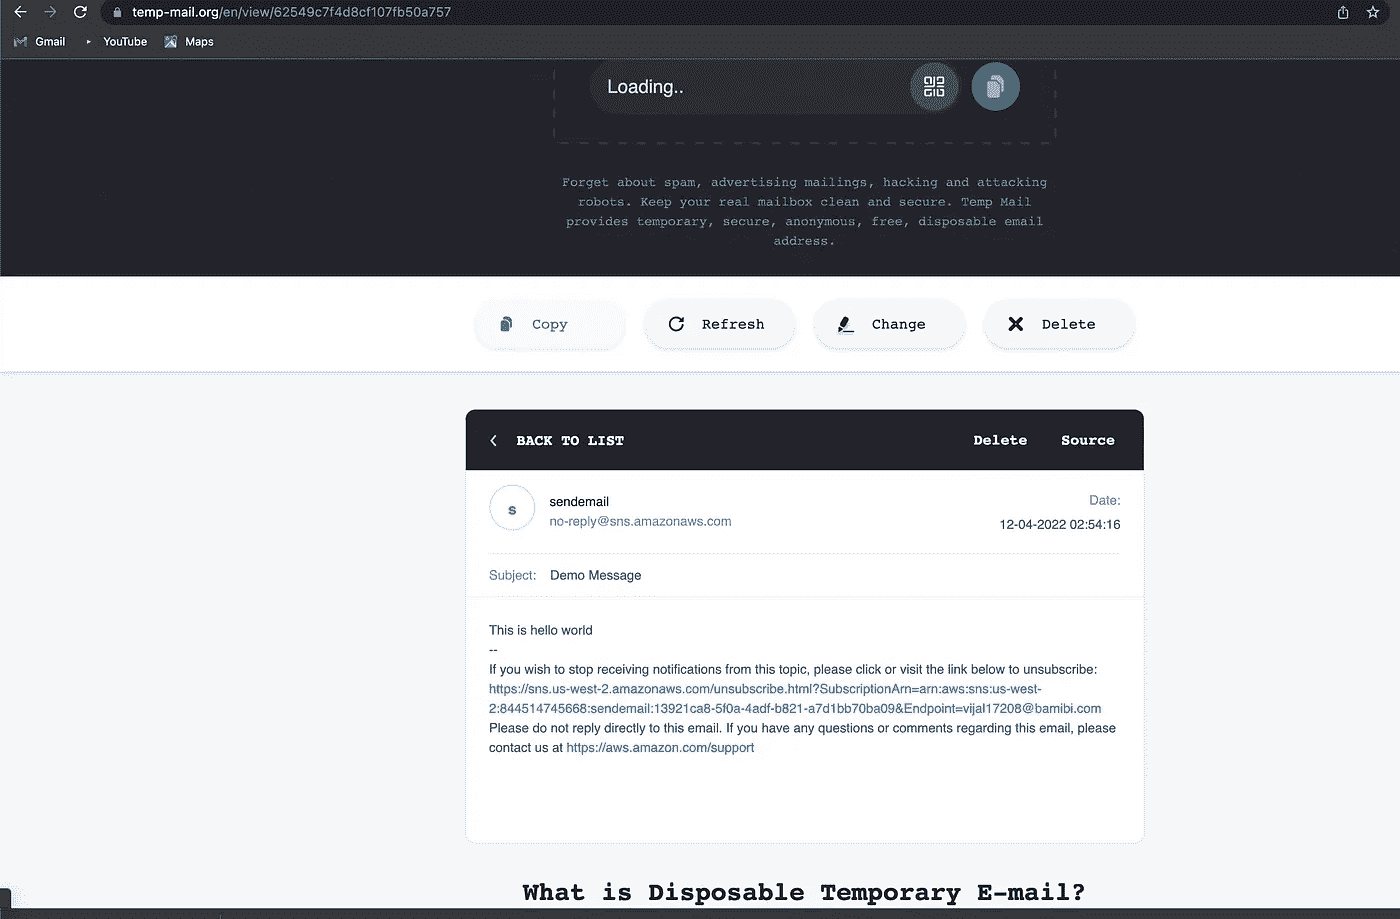 temp-mail.org/en/view/62549c7f4d8cf107fb50a757
Gmail YouTube Maps
Loading..
Forget about spam, advertising mailings, hacking and attacking
robots. Keep your real mailbox clean and secure. Temp Mail
provides temporary, secure, anonymous, free, disposable email
address.
Copy Refresh Change Delete
BACK TO LIST Delete Source
s
sendemail
no-reply@sns.amazonaws.com
Date:
12-04-2022 02:54:16
Subject: Demo Message
This is hello world
--
If you wish to stop receiving notifications from this topic, please click or visit the link below to unsubscribe:
https://sns.us-west-2.amazonaws.com/unsubscribe.html?SubscriptionArn=arn:aws:sns:us-west-
2:844514745668:sendemail:13921ca8-5f0a-4adf-b821-a7d1bb70ba09&Endpoint=vijal17208@bamibi.com
Please do not reply directly to this email. If you have any questions or comments regarding this email, please
contact us at https://aws.amazon.com/support
What is Disposable Temporary E-mail?